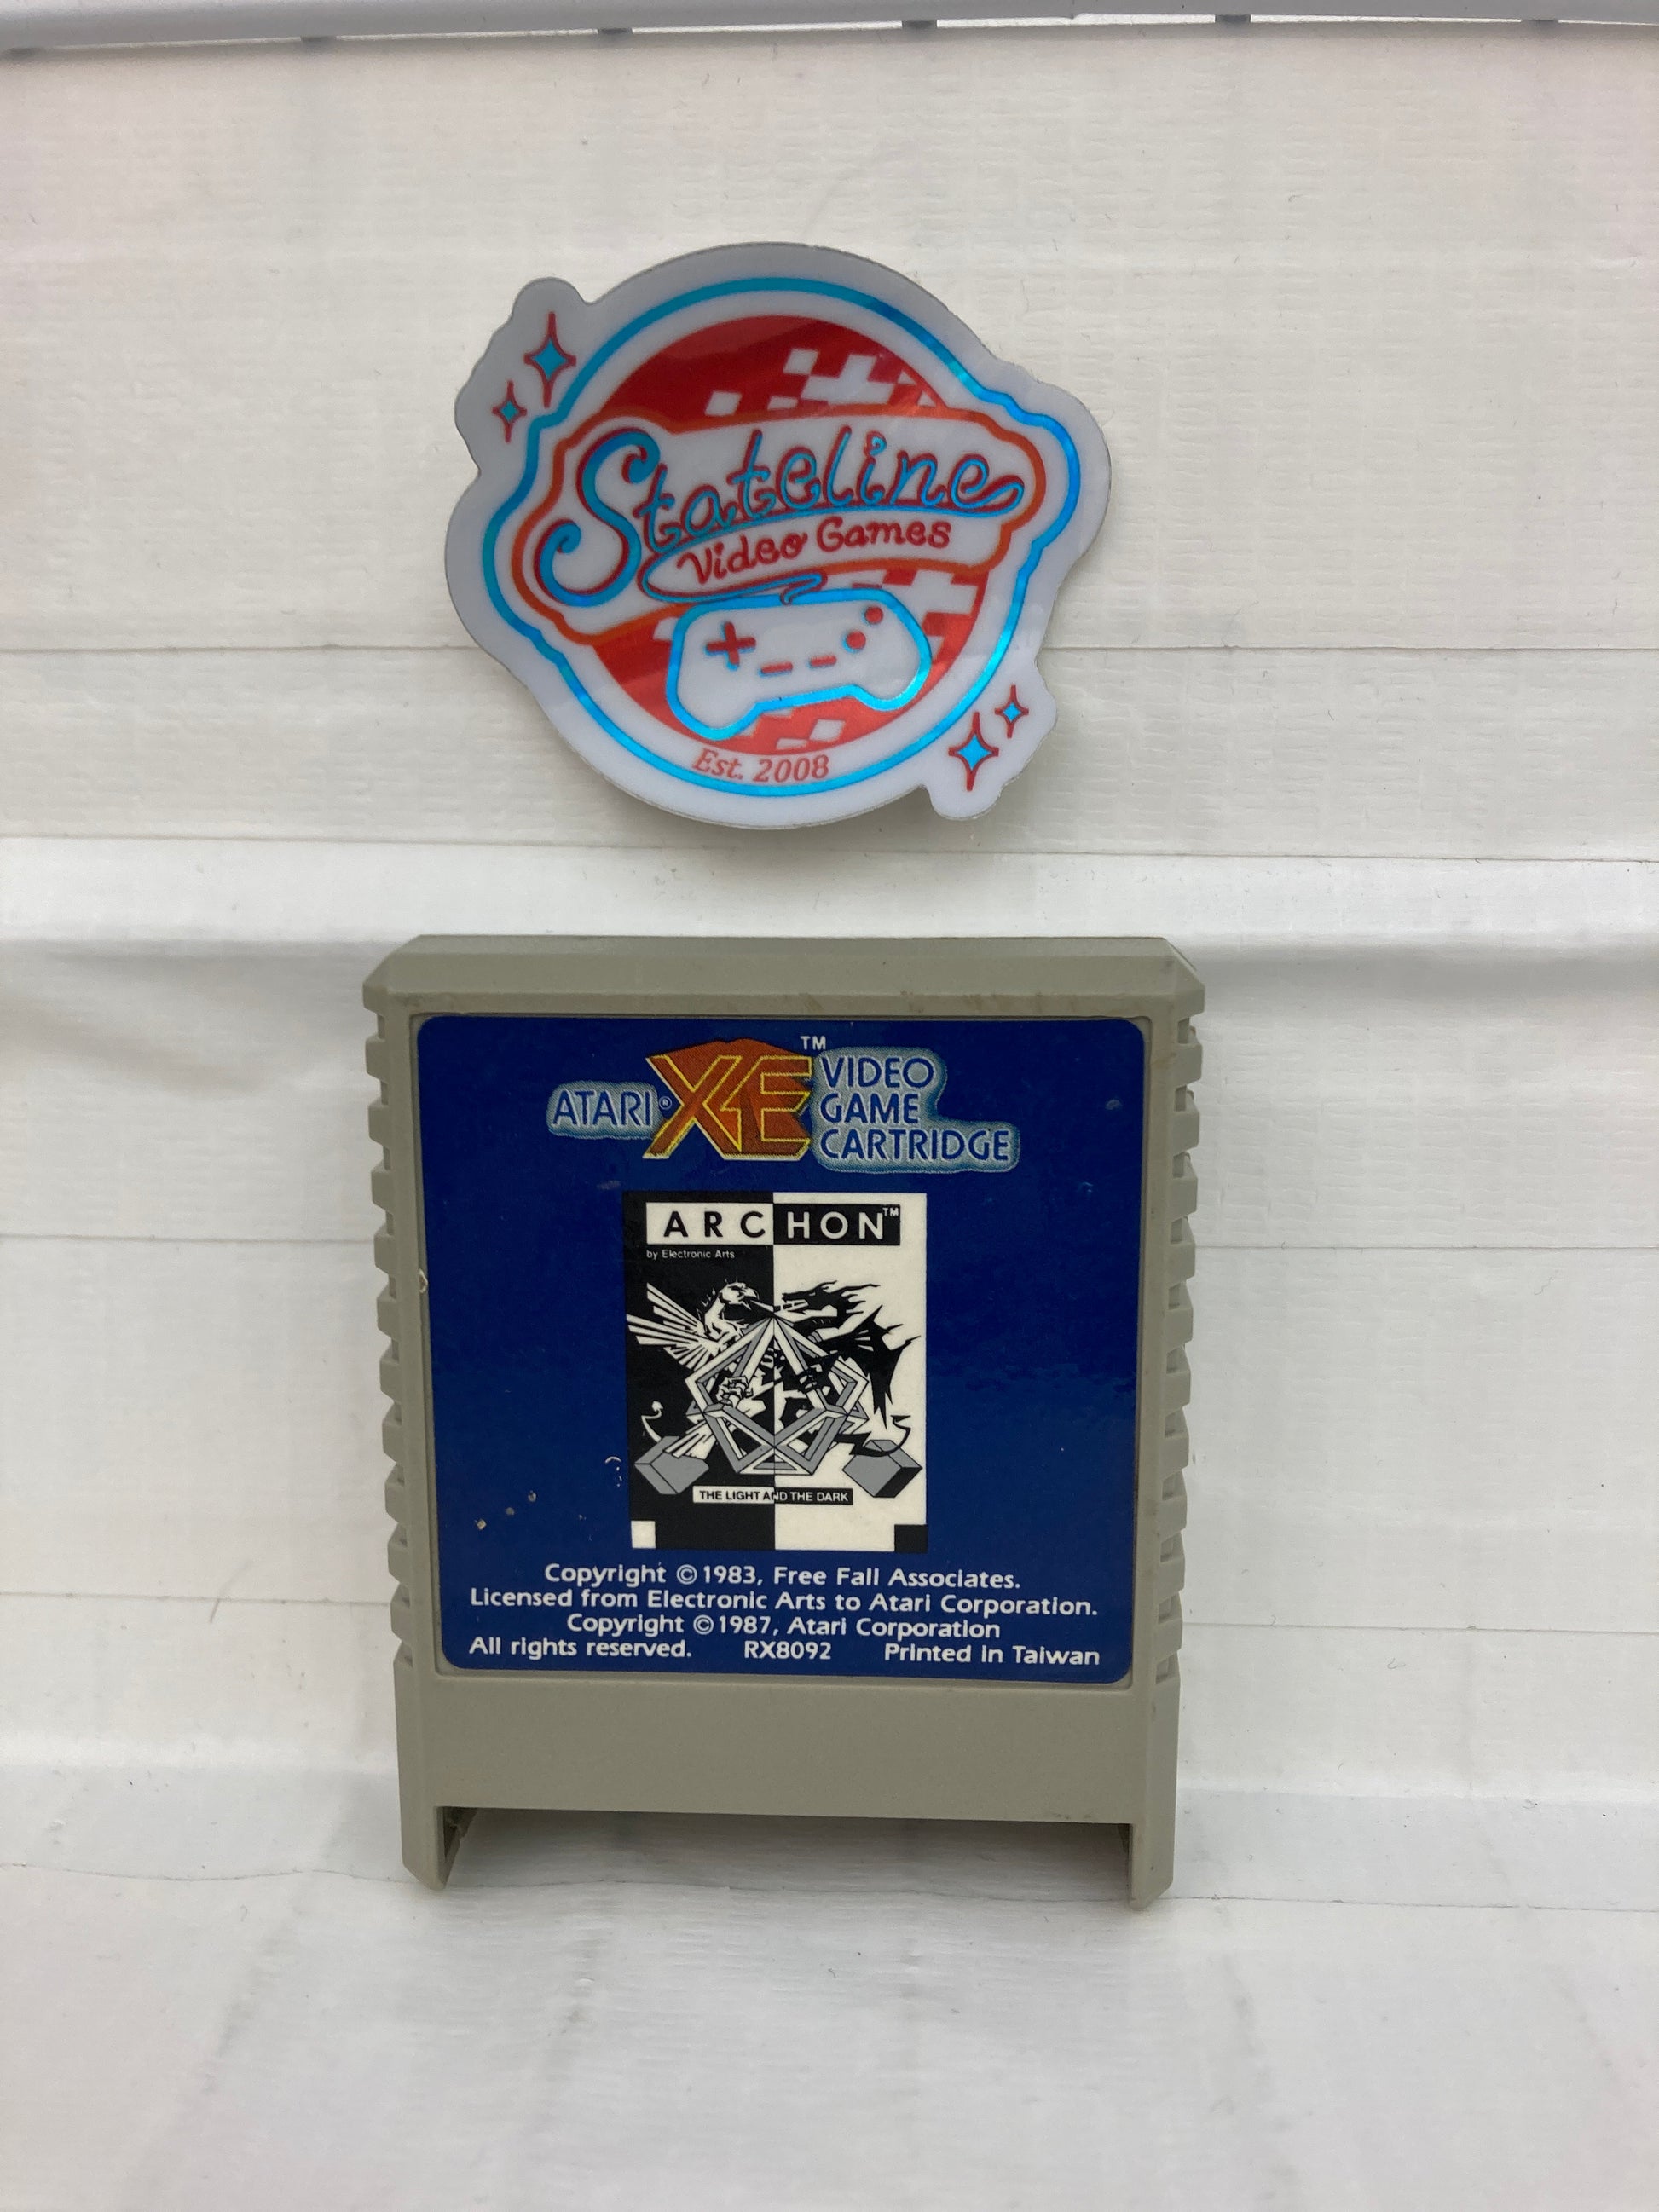 Stateline
Video Games
Est. 2008
ATARI® XE™ VIDEO
GAME
CARTRIDGE
ARCHON™
by Electronic Arts
THE LIGHT AND THE DARK
Copyright ©1983, Free Fall Associates.
Licensed from Electronic Arts to Atari Corporation.
Copyright ©1987, Atari Corporation
All rights reserved. RX8092 Printed in Taiwan